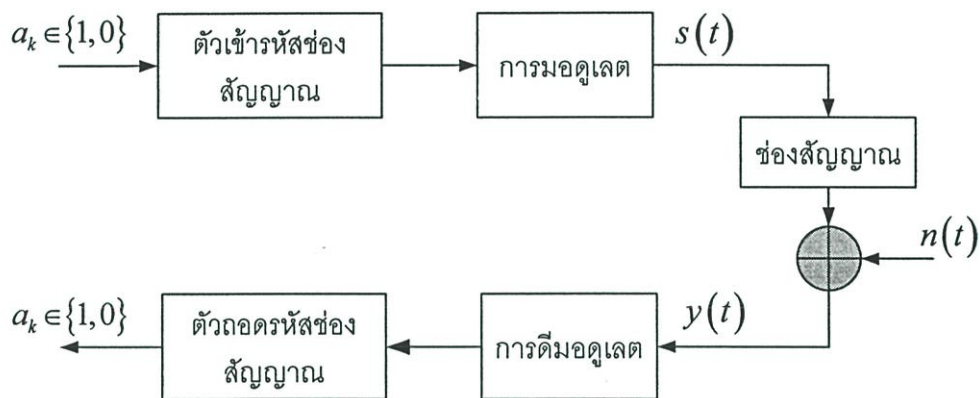 a_k ∈{1,0}
ตัวเข้ารหัสช่อง
สัญญาณ
การมอดูเลต
s(t)
ช่องสัญญาณ
n(t)
y(t)
การดีมอดูเลต
ตัวถอดรหัสช่อง
สัญญาณ
a_k ∈{1,0}